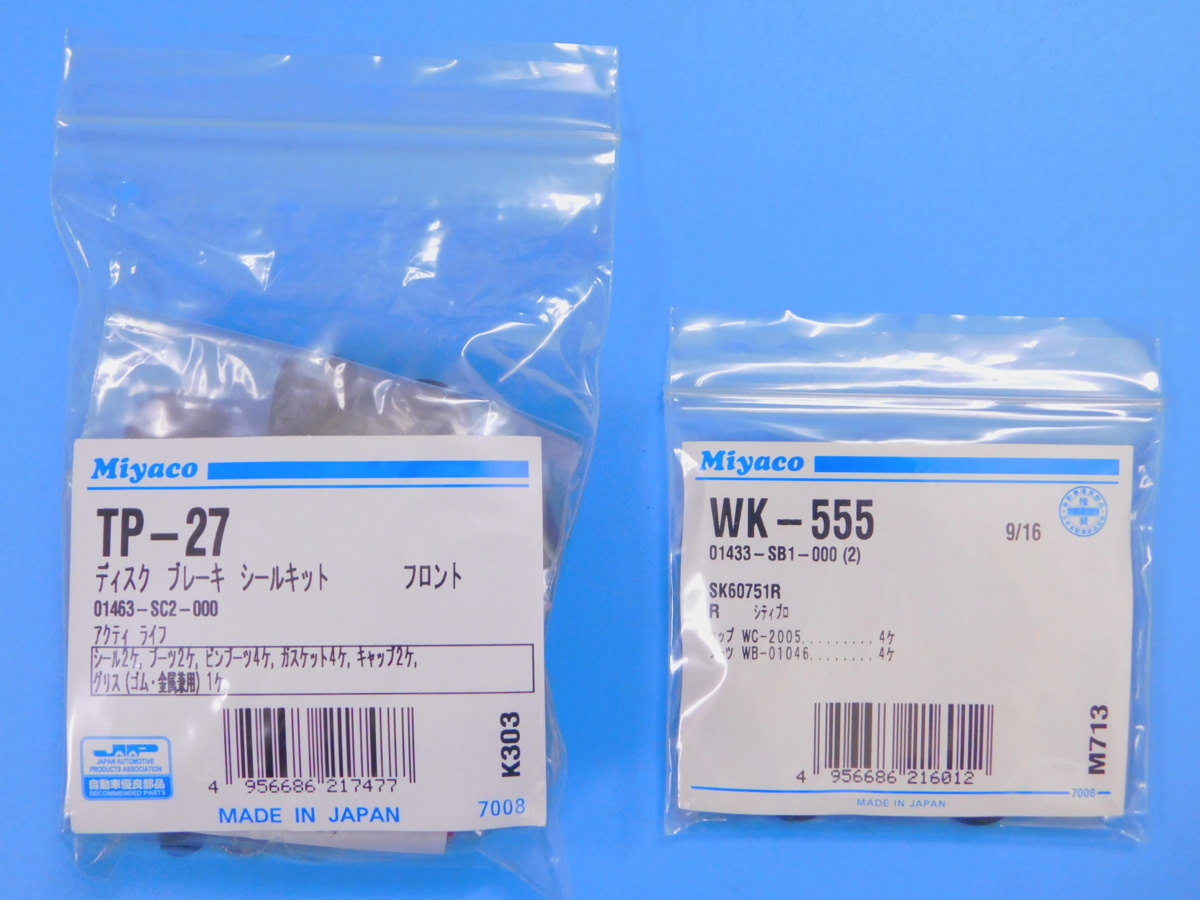 Miyaco
TP-27
ディスク ブレーキ シールキット フロント
01463-SC2-000
アクティ ライフ
シール2ケ, ブーツ2ケ, ピンブーツ4ケ, ガスケット4ケ, キャップ2ケ,
グリス (ゴム・金属兼用) 1ケ
K303
JAPAN AUTOMOTIVE
PRODUCTS ASSOCIATION
自動車優良部品
RECOMMENDED PARTS
4 956686 217477
MADE IN JAPAN
7008
Miyaco
WK-555
9/16
01433-SB1-000 (2)
SK60751R
R シティプロ
ップ WC-2005......... 4ケ
ーツ WB-01046........ 4ケ
M713
4 956686 216012
7006
MADE IN JAPAN